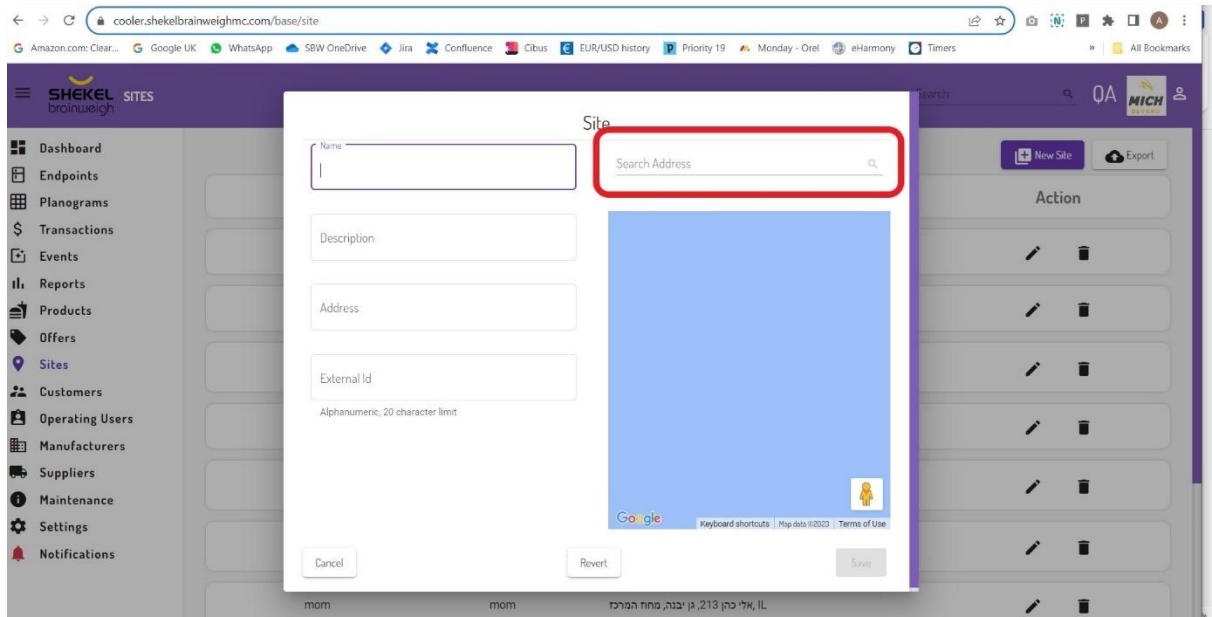 cooler.shekelbrainweighmc.com/base/site
Amazon.com: Clear... Google UK WhatsApp SBW OneDrive Jira Confluence Cibus EUR/USD history Priority 19 Monday - Orel eHarmony Timers » All Bookmarks
SHEKEL
brainweigh
SITES
Search
QA
MICH
Dashboard
Endpoints
Planograms
Transactions
Events
Reports
Products
Offers
Sites
Customers
Operating Users
Manufacturers
Suppliers
Maintenance
Settings
Notifications
New Site
Export
Action
Site
Name
Search Address
Description
Address
External Id
Alphanumeric, 20 character limit
Google
Keyboard shortcuts Map data ©2023 Terms of Use
Cancel
Revert
Save
mom mom אלי כהן 213, גן יבנה, מחוז המרכז, IL